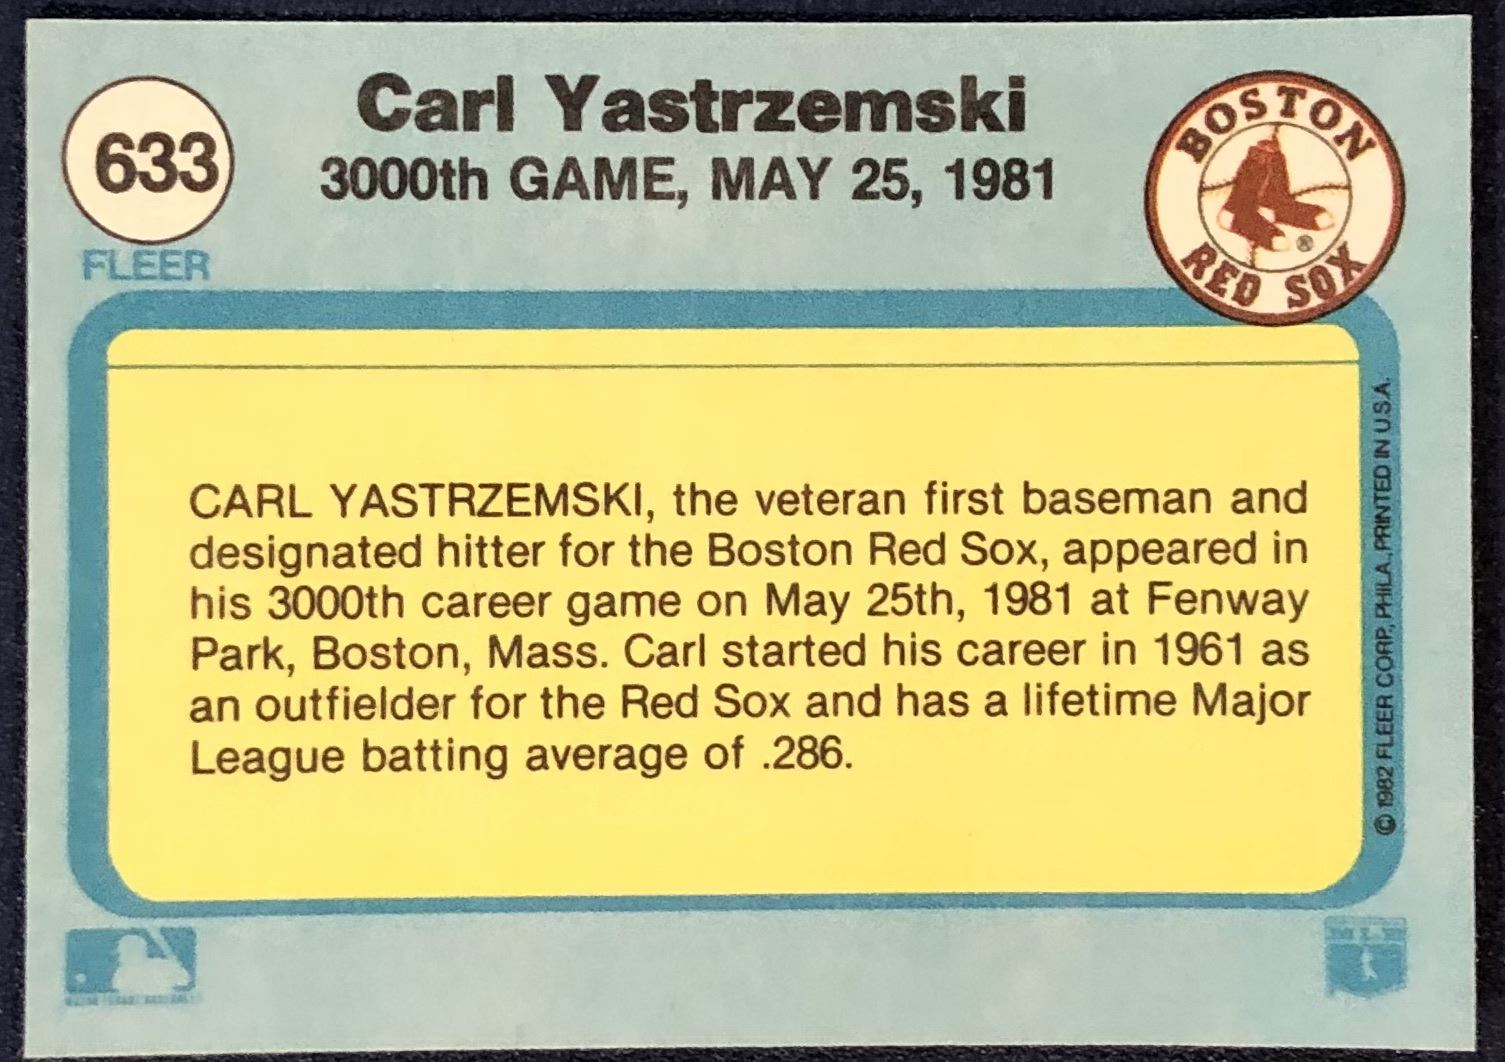 633
FLEER
Carl Yastrzemski
3000th GAME, MAY 25, 1981
BOSTON
RED SOX
®
CARL YASTRZEMSKI, the veteran first baseman and
designated hitter for the Boston Red Sox, appeared in
his 3000th career game on May 25th, 1981 at Fenway
Park, Boston, Mass. Carl started his career in 1961 as
an outfielder for the Red Sox and has a lifetime Major
League batting average of .286.
© 1982 FLEER CORP., PHILA., PRINTED IN U.S.A.